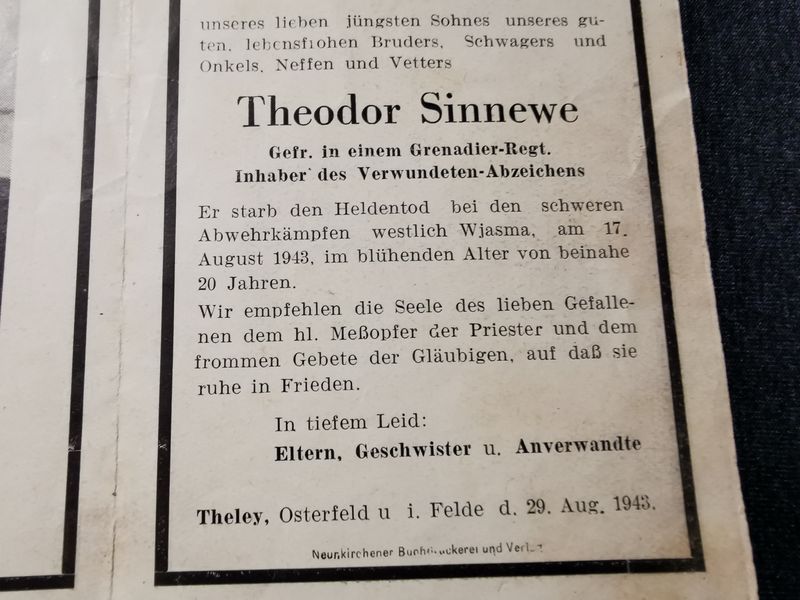 unseres lieben jüngsten Sohnes unseres gu-
ten, lebensfrohen Bruders, Schwagers und
Onkels, Neffen und Vetters
Theodor Sinnewe
Gefr. in einem Grenadier-Regt.
Inhaber des Verwundeten-Abzeichens
Er starb den Heldentod bei den schweren
Abwehrkämpfen westlich Wjasma, am 17.
August 1943, im blühenden Alter von beinahe
20 Jahren.
Wir empfehlen die Seele des lieben Gefalle-
nen dem hl. Meßopfer der Priester und dem
frommen Gebete der Gläubigen, auf daß sie
ruhe in Frieden.
In tiefem Leid:
Eltern, Geschwister u. Anverwandte
Theley, Osterfeld u i. Felde d. 29. Aug. 1943.
Neunkirchener Buchdruckerei und Verlag